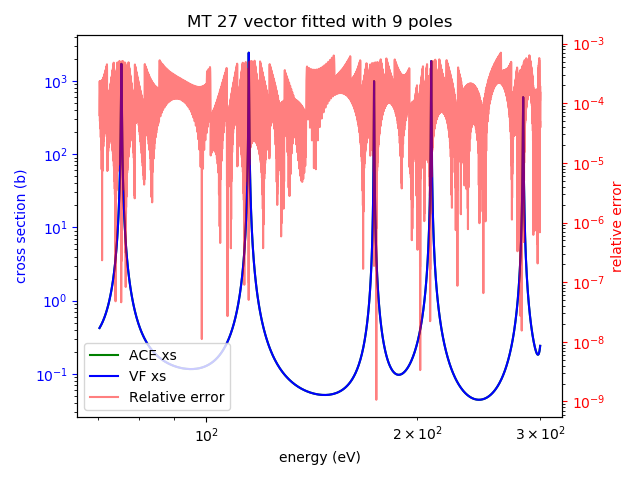 MT 27 vector fitted with 9 poles
10³
10²
10¹
10⁰
10⁻¹
cross section (b)
10⁻³
10⁻⁴
10⁻⁵
10⁻⁶
10⁻⁷
10⁻⁸
10⁻⁹
relative error
ACE xs
VF xs
Relative error
10²
2 × 10²
3 × 10²
energy (eV)